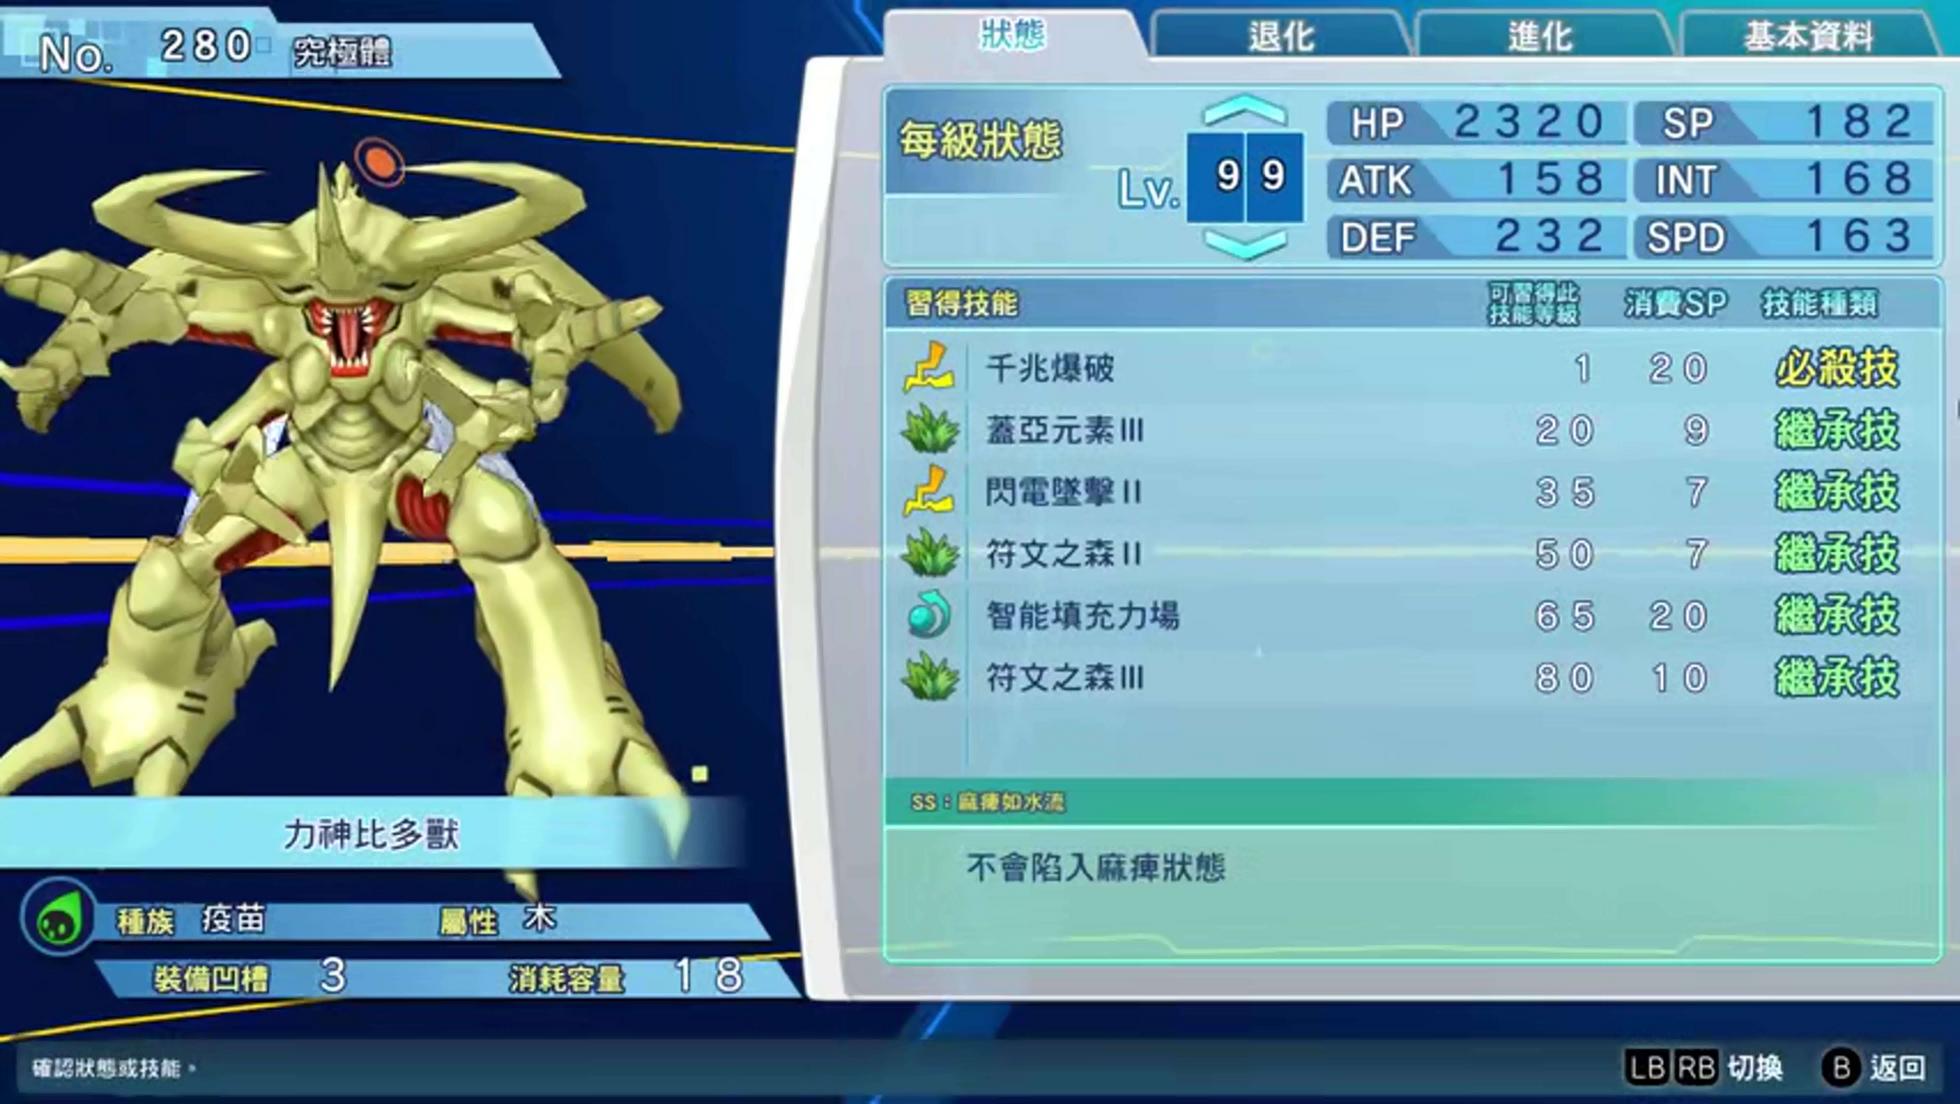 No. 280 究極體
狀態 退化 進化 基本資料
每級狀態
Lv. 99
HP 2320 SP 182
ATK 158 INT 168
DEF 232 SPD 163
習得技能 可習得此技能等級 消費SP 技能種類
千兆爆破 1 20 必殺技
蓋亞元素III 20 9 繼承技
閃電墜擊II 35 7 繼承技
符文之森II 50 7 繼承技
智能填充力場 65 20 繼承技
符文之森III 80 10 繼承技
SS：麻痺如水流
不會陷入麻痺狀態
力神比多獸
種族 疫苗 屬性 木
裝備凹槽 3 消耗容量 18
確認狀態或技能。
LB RB 切換 B 返回